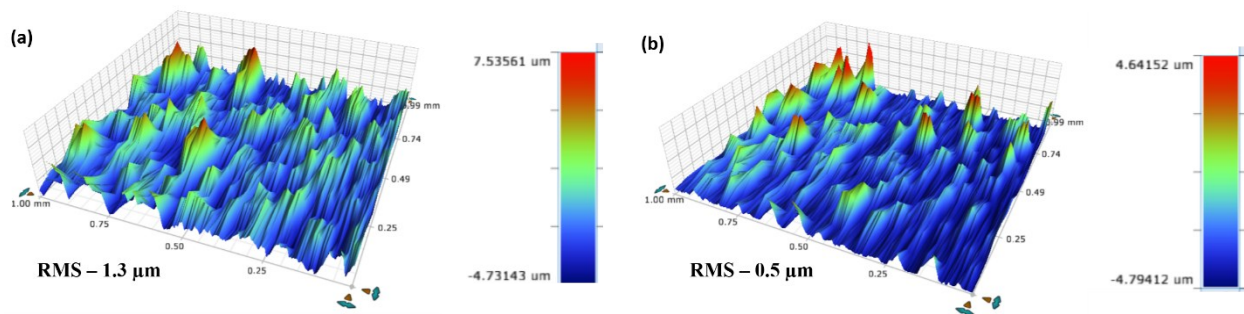 (a)
7.53561 um
0.99 mm
0.74
0.49
0.25
1.00 mm
0.75
0.50
0.25
-4.73143 um
RMS – 1.3 µm
(b)
4.64152 um
0.99 mm
0.74
0.49
0.25
1.00 mm
0.75
0.50
0.25
-4.79412 um
RMS – 0.5 µm